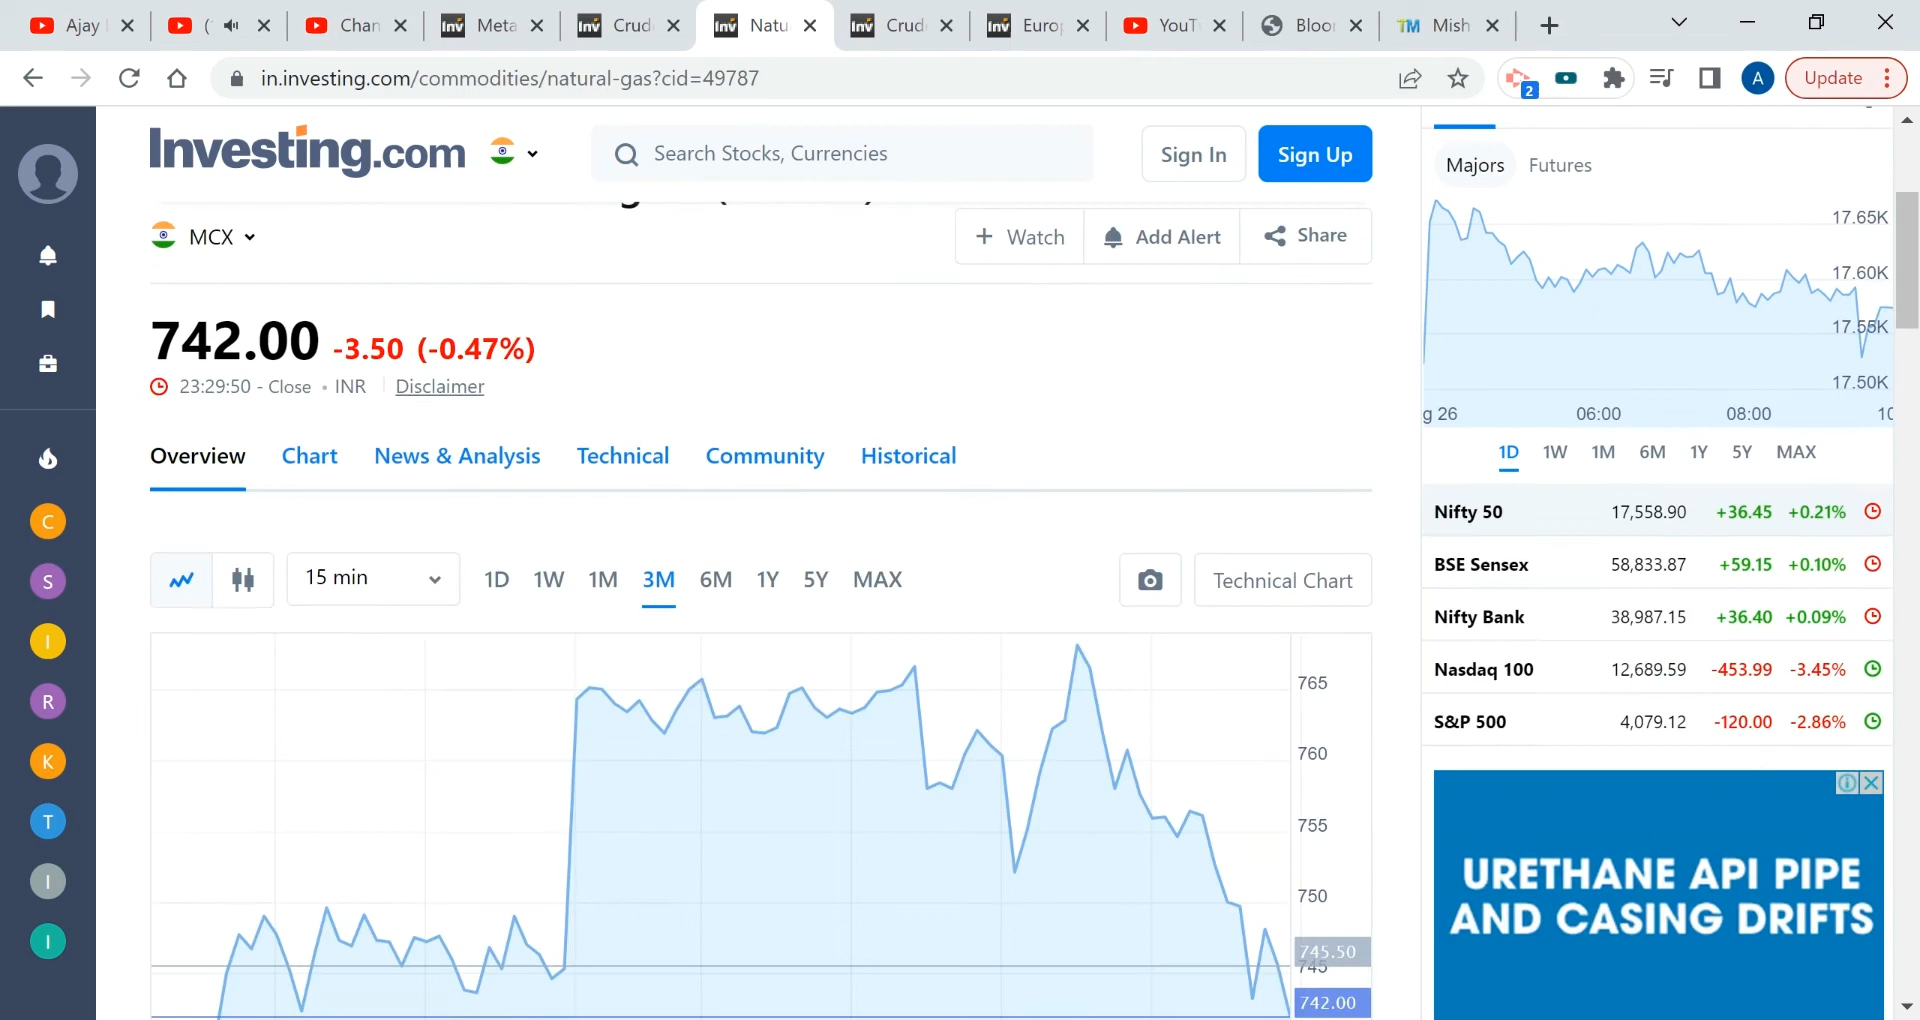 Ajay
(
Chan
Meta
Crud
Natu
Crud
Euro
YouT
Bloo
TM Mish
in.investing.com/commodities/natural-gas?cid=49787
2
A
Update
Investing.com
Search Stocks, Currencies
Sign In
Sign Up
MCX
+ Watch
Add Alert
Share
742.00 -3.50 (-0.47%)
23:29:50 - Close • INR
Disclaimer
Overview
Chart
News & Analysis
Technical
Community
Historical
15 min
1D 1W 1M 3M 6M 1Y 5Y MAX
Technical Chart
765
760
755
750
745.50
745
742.00
C
S
I
R
K
T
I
I
Majors
Futures
17.65K
17.60K
17.55K
17.50K
g 26 06:00 08:00 10
1D 1W 1M 6M 1Y 5Y MAX
Nifty 50 17,558.90 +36.45 +0.21%
BSE Sensex 58,833.87 +59.15 +0.10%
Nifty Bank 38,987.15 +36.40 +0.09%
Nasdaq 100 12,689.59 -453.99 -3.45%
S&P 500 4,079.12 -120.00 -2.86%
URETHANE API PIPE
AND CASING DRIFTS